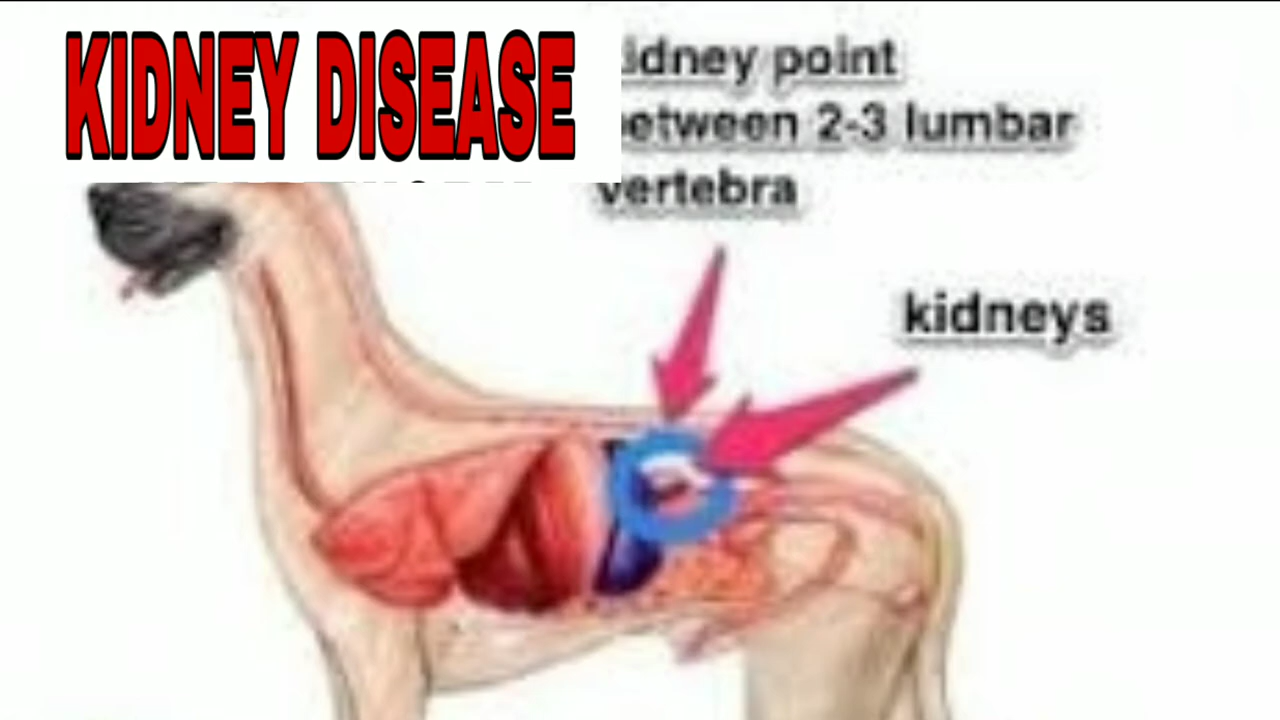 KIDNEY DISEASE
idney point
etween 2-3 lumbar
vertebra
kidneys